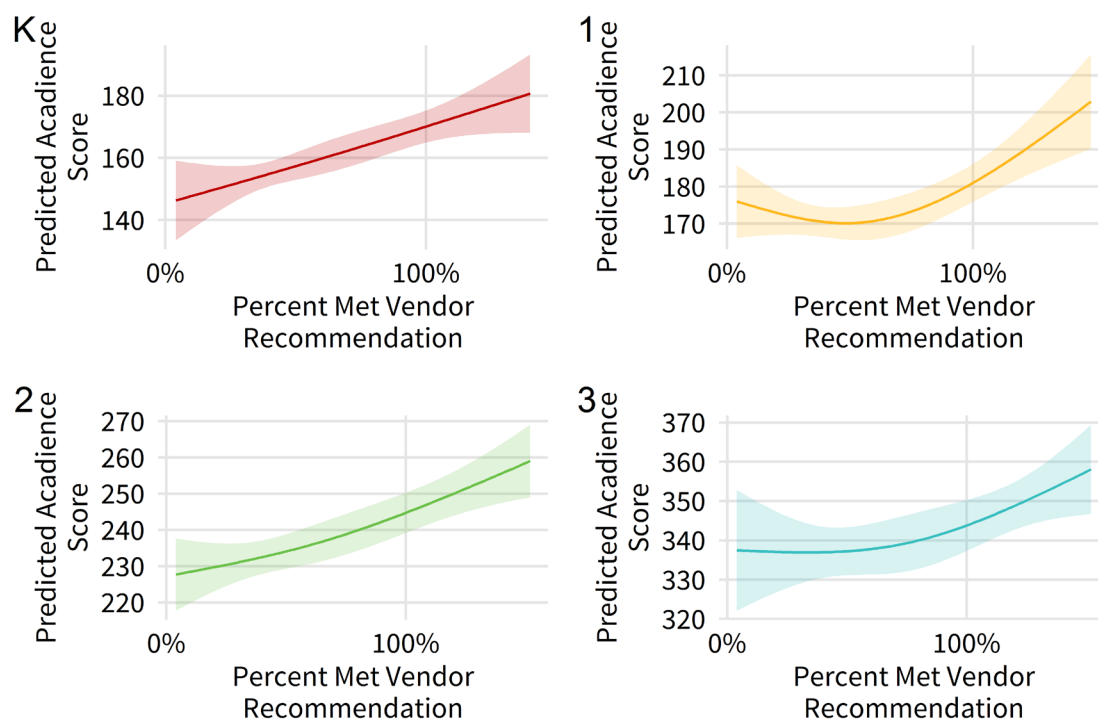 K
Predicted Acadience
Score
180
160
140
0%
100%
Percent Met Vendor
Recommendation
1
Predicted Acadience
Score
210
200
190
180
170
0%
100%
Percent Met Vendor
Recommendation
2
Predicted Acadience
Score
270
260
250
240
230
220
0%
100%
Percent Met Vendor
Recommendation
3
Predicted Acadience
Score
370
360
350
340
330
320
0%
100%
Percent Met Vendor
Recommendation